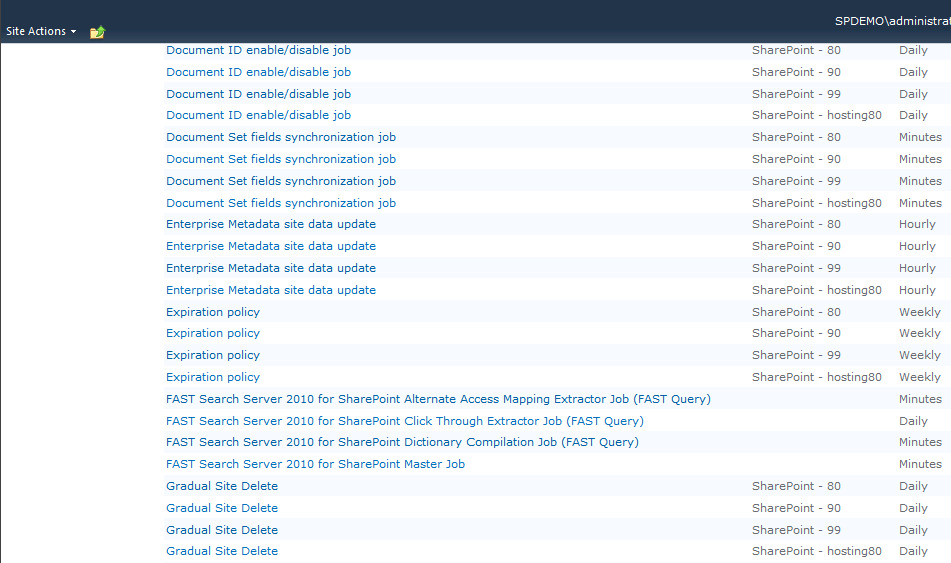 SPDEMO\administrat
Site Actions
Document ID enable/disable job SharePoint - 80 Daily
Document ID enable/disable job SharePoint - 90 Daily
Document ID enable/disable job SharePoint - 99 Daily
Document ID enable/disable job SharePoint - hosting80 Daily
Document Set fields synchronization job SharePoint - 80 Minutes
Document Set fields synchronization job SharePoint - 90 Minutes
Document Set fields synchronization job SharePoint - 99 Minutes
Document Set fields synchronization job SharePoint - hosting80 Minutes
Enterprise Metadata site data update SharePoint - 80 Hourly
Enterprise Metadata site data update SharePoint - 90 Hourly
Enterprise Metadata site data update SharePoint - 99 Hourly
Enterprise Metadata site data update SharePoint - hosting80 Hourly
Expiration policy SharePoint - 80 Weekly
Expiration policy SharePoint - 90 Weekly
Expiration policy SharePoint - 99 Weekly
Expiration policy SharePoint - hosting80 Weekly
FAST Search Server 2010 for SharePoint Alternate Access Mapping Extractor Job (FAST Query) Minutes
FAST Search Server 2010 for SharePoint Click Through Extractor Job (FAST Query) Daily
FAST Search Server 2010 for SharePoint Dictionary Compilation Job (FAST Query) Minutes
FAST Search Server 2010 for SharePoint Master Job Minutes
Gradual Site Delete SharePoint - 80 Daily
Gradual Site Delete SharePoint - 90 Daily
Gradual Site Delete SharePoint - 99 Daily
Gradual Site Delete SharePoint - hosting80 Daily